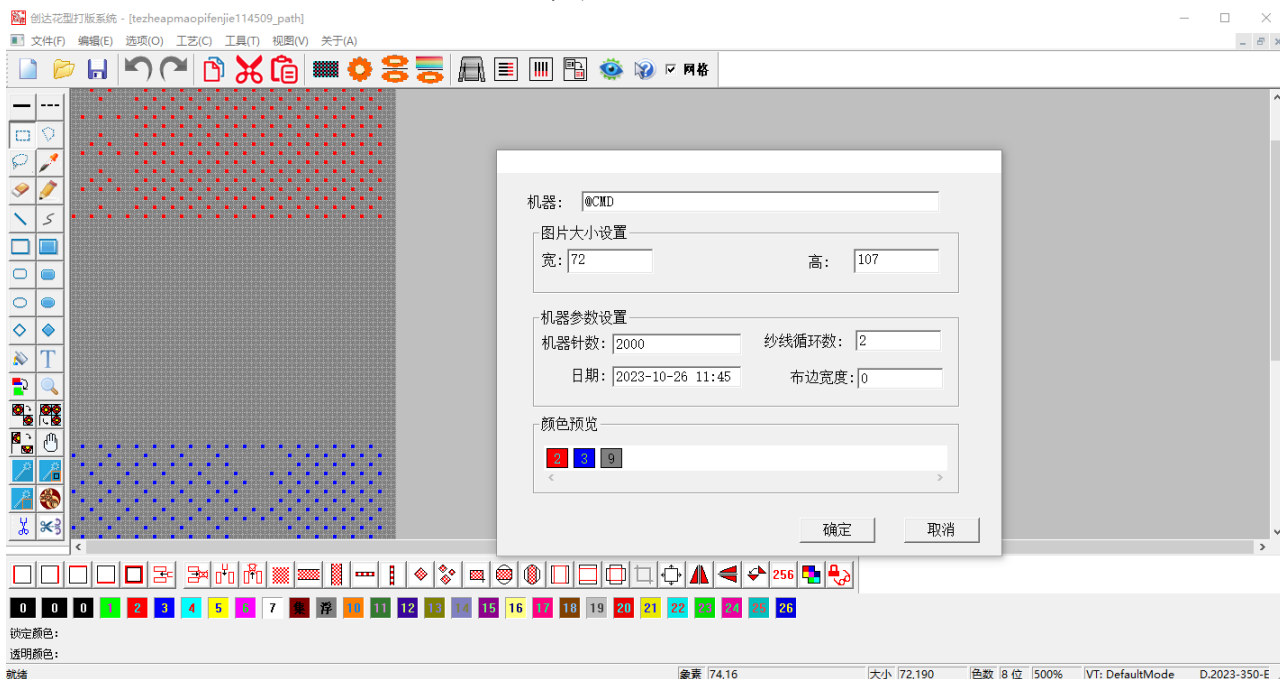 创达花型打版系统 - [tezheapmaopifenjie114509_path]
文件(F) 编辑(E) 选项(O) 工艺(C) 工具(T) 视图(V) 关于(A)
网格
机器: @CMD
图片大小设置
宽: 72 高: 107
机器参数设置
机器针数: 2000 纱线循环数: 2
日期: 2023-10-26 11:45 布边宽度: 0
颜色预览
2 3 9
确定 取消
256
0 0 0 1 2 3 4 5 6 7 集 浮 10 11 12 13 14 15 16 17 18 19 20 21 22 23 24 25 26
锁定颜色:
透明颜色:
就绪 象素 74,16 大小 72,190 色数 8 位 500% VT: DefaultMode D.2023-350-E